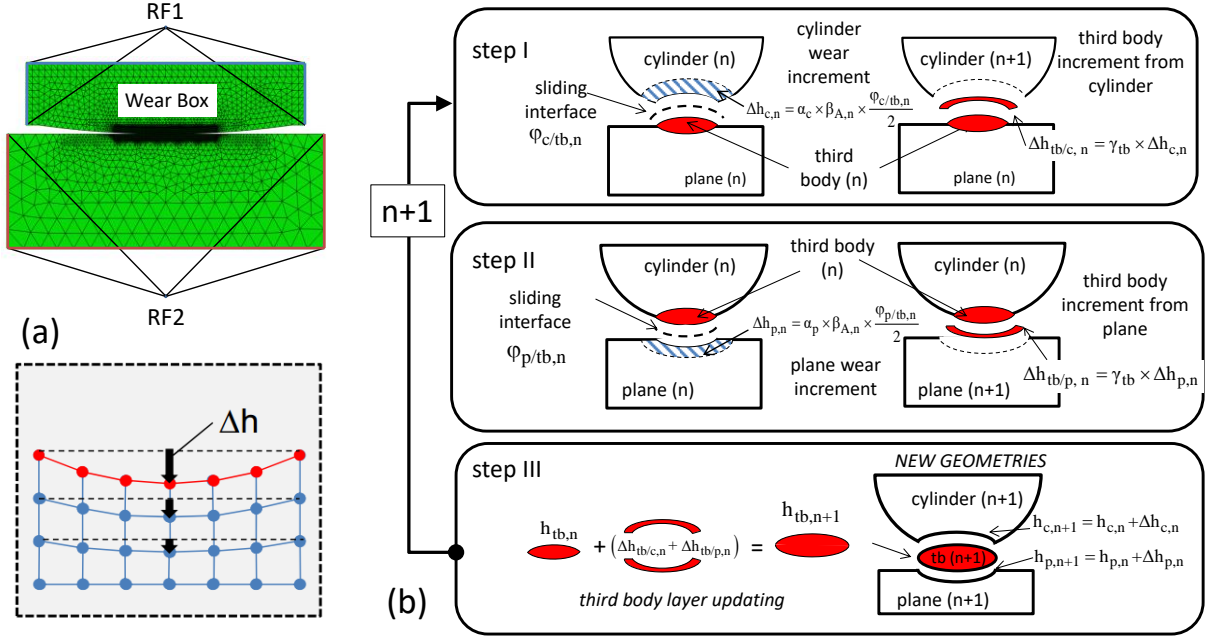 RF1
Wear Box
RF2
(a)
Δh
n+1
(b)
step I
cylinder (n)
cylinder
wear
increment
sliding
interface
φc/tb,n
Δhc,n = αc × βA,n × φc/tb,n / 2
third
body (n)
plane (n)
cylinder (n+1)
third body
increment from
cylinder
Δhtb/c, n = γtb × Δhc,n
plane (n)
step II
cylinder (n)
third body
(n)
sliding
interface
φp/tb,n
Δhp,n = αp × βA,n × φp/tb,n / 2
plane wear
increment
plane (n)
cylinder (n)
third body
increment from
plane
Δhtb/p, n = γtb × Δhp,n
plane (n+1)
step III
htb,n + (Δhtb/c,n + Δhtb/p,n) = htb,n+1
third body layer updating
NEW GEOMETRIES
cylinder (n+1)
hc,n+1 = hc,n + Δhc,n
tb (n+1)
hp,n+1 = hp,n + Δhp,n
plane (n+1)